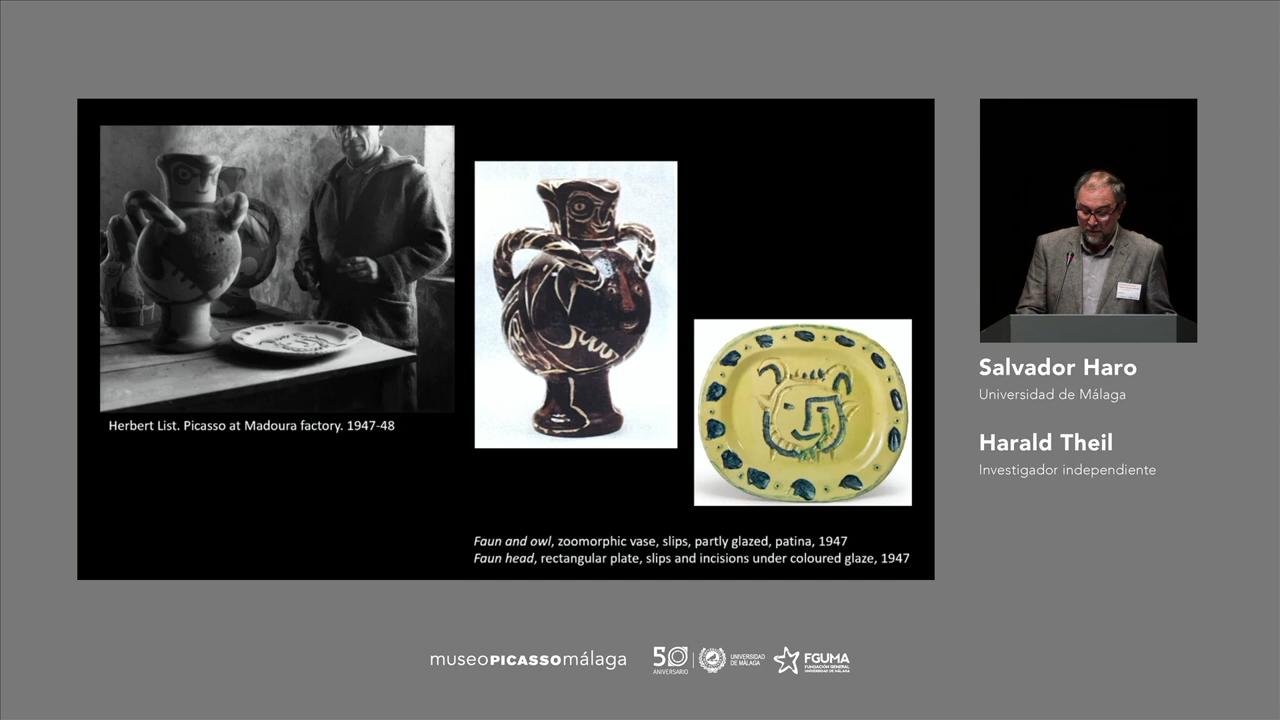 Herbert List. Picasso at Madoura factory. 1947-48
Faun and owl, zoomorphic vase, slips, partly glazed, patina, 1947
Faun head, rectangular plate, slips and incisions under coloured glaze, 1947
Salvador Haro
Universidad de Málaga
Harald Theil
Investigador independiente
museoPICASSOmálaga
50
ANIVERSARIO
UNIVERSIDAD
DE MÁLAGA
FGUMA
FUNDACIÓN GENERAL
UNIVERSIDAD DE MÁLAGA